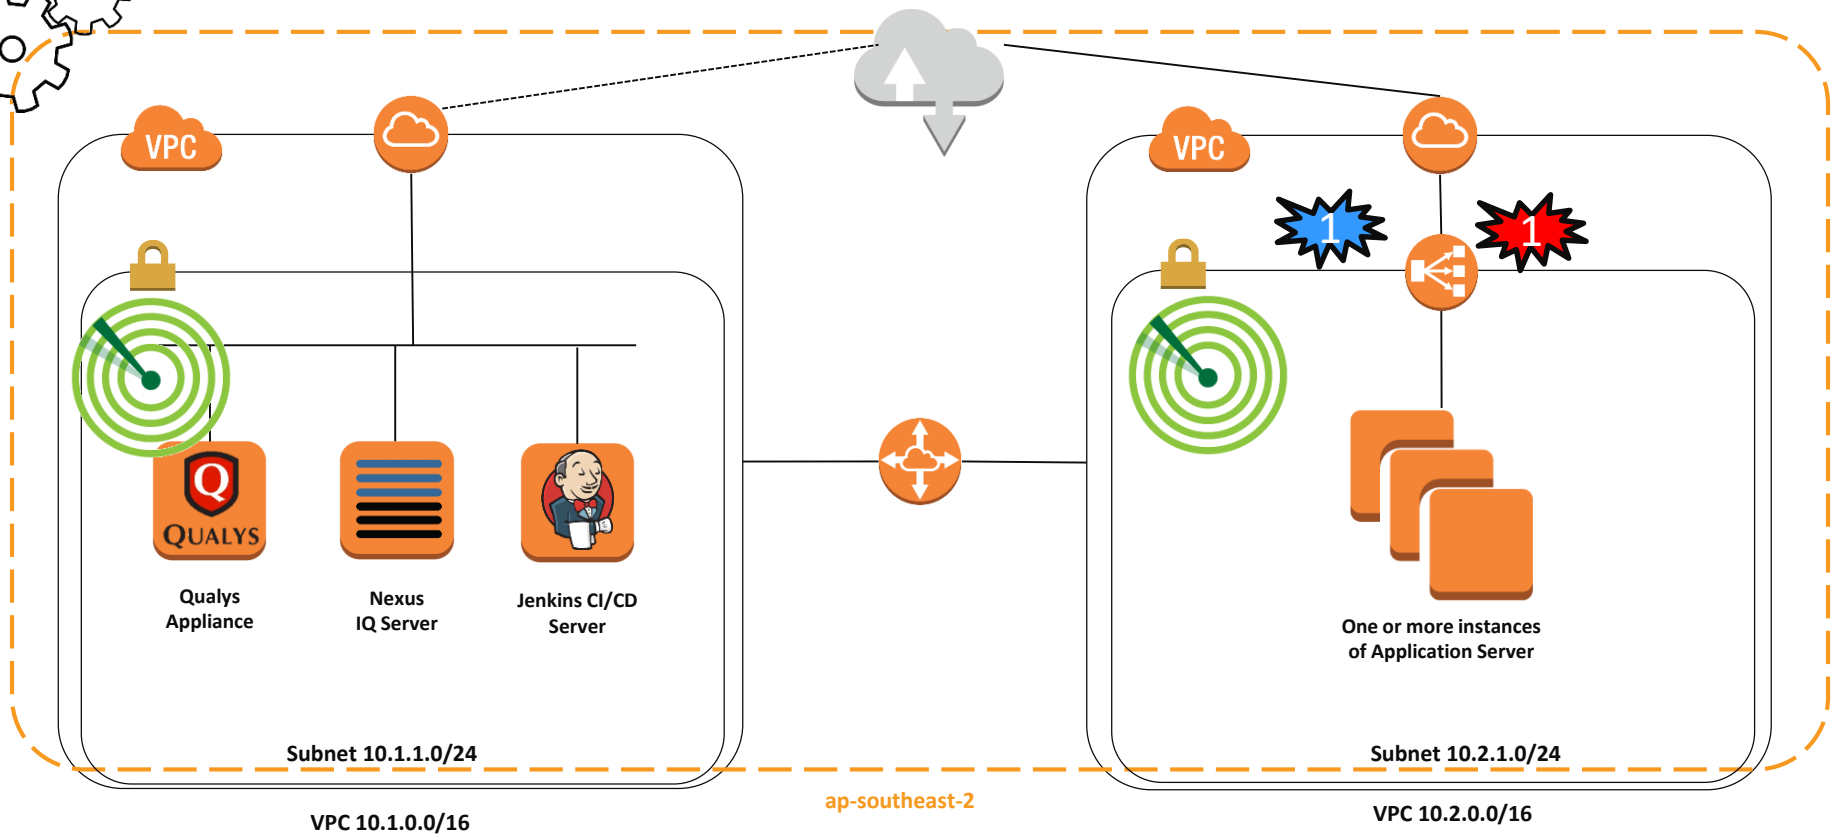 VPC
VPC
1
1
Q
QUALYS
Qualys
Appliance
Nexus
IQ Server
Jenkins CI/CD
Server
One or more instances
of Application Server
Subnet 10.1.1.0/24
Subnet 10.2.1.0/24
ap-southeast-2
VPC 10.1.0.0/16
VPC 10.2.0.0/16